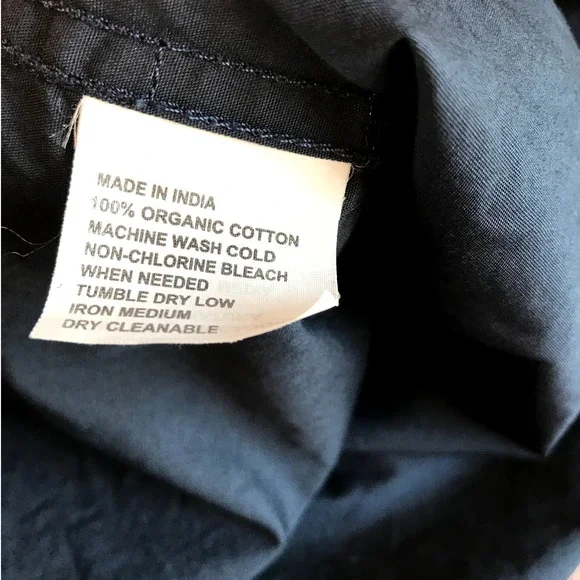 MADE IN INDIA
100% ORGANIC COTTON
MACHINE WASH COLD
NON-CHLORINE BLEACH
WHEN NEEDED
TUMBLE DRY LOW
IRON MEDIUM
DRY CLEANABLE